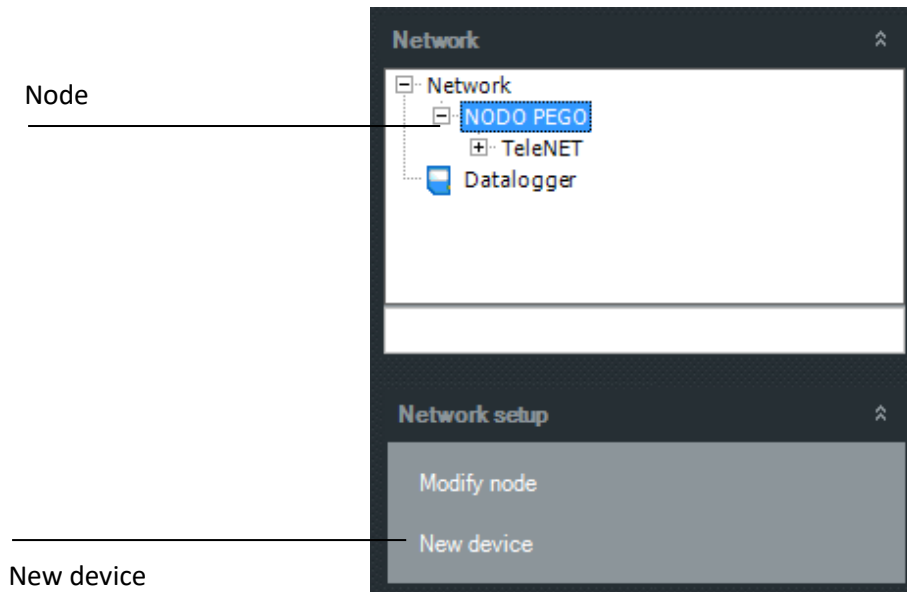 Network
Network
Node
NODO PEGO
TeleNET
Datalogger
Network setup
Modify node
New device
New device